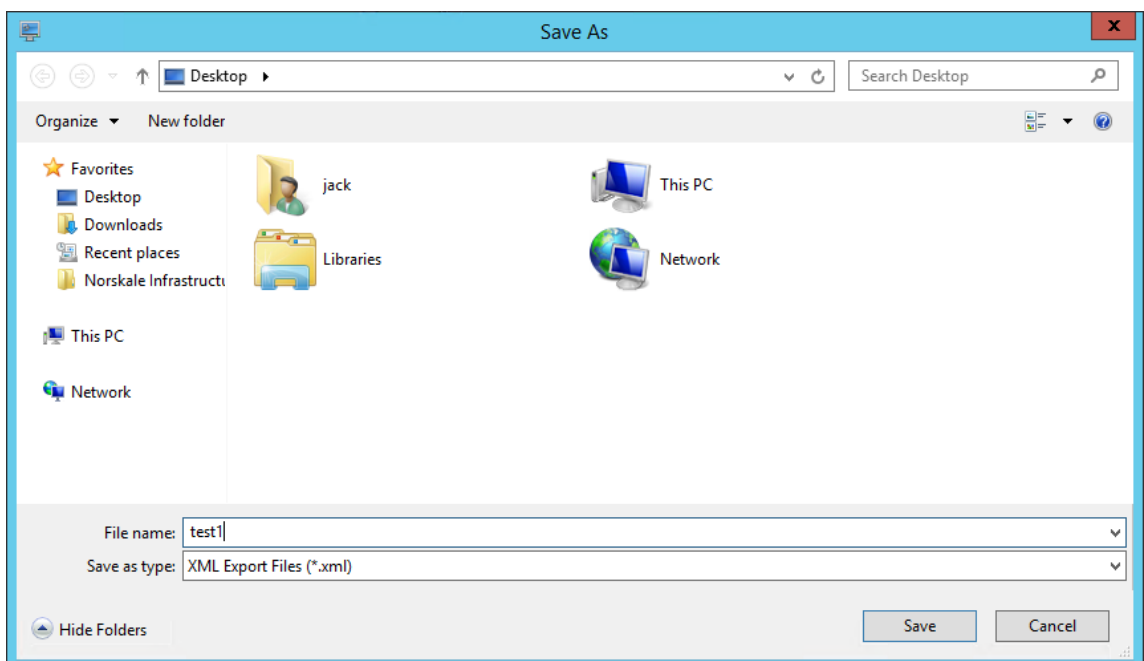 Save As
x
Desktop
Search Desktop
Organize
New folder
Favorites
Desktop
Downloads
Recent places
Norskale Infrastructu
This PC
Network
jack
This PC
Libraries
Network
File name: test1
Save as type: XML Export Files (*.xml)
Hide Folders
Save
Cancel